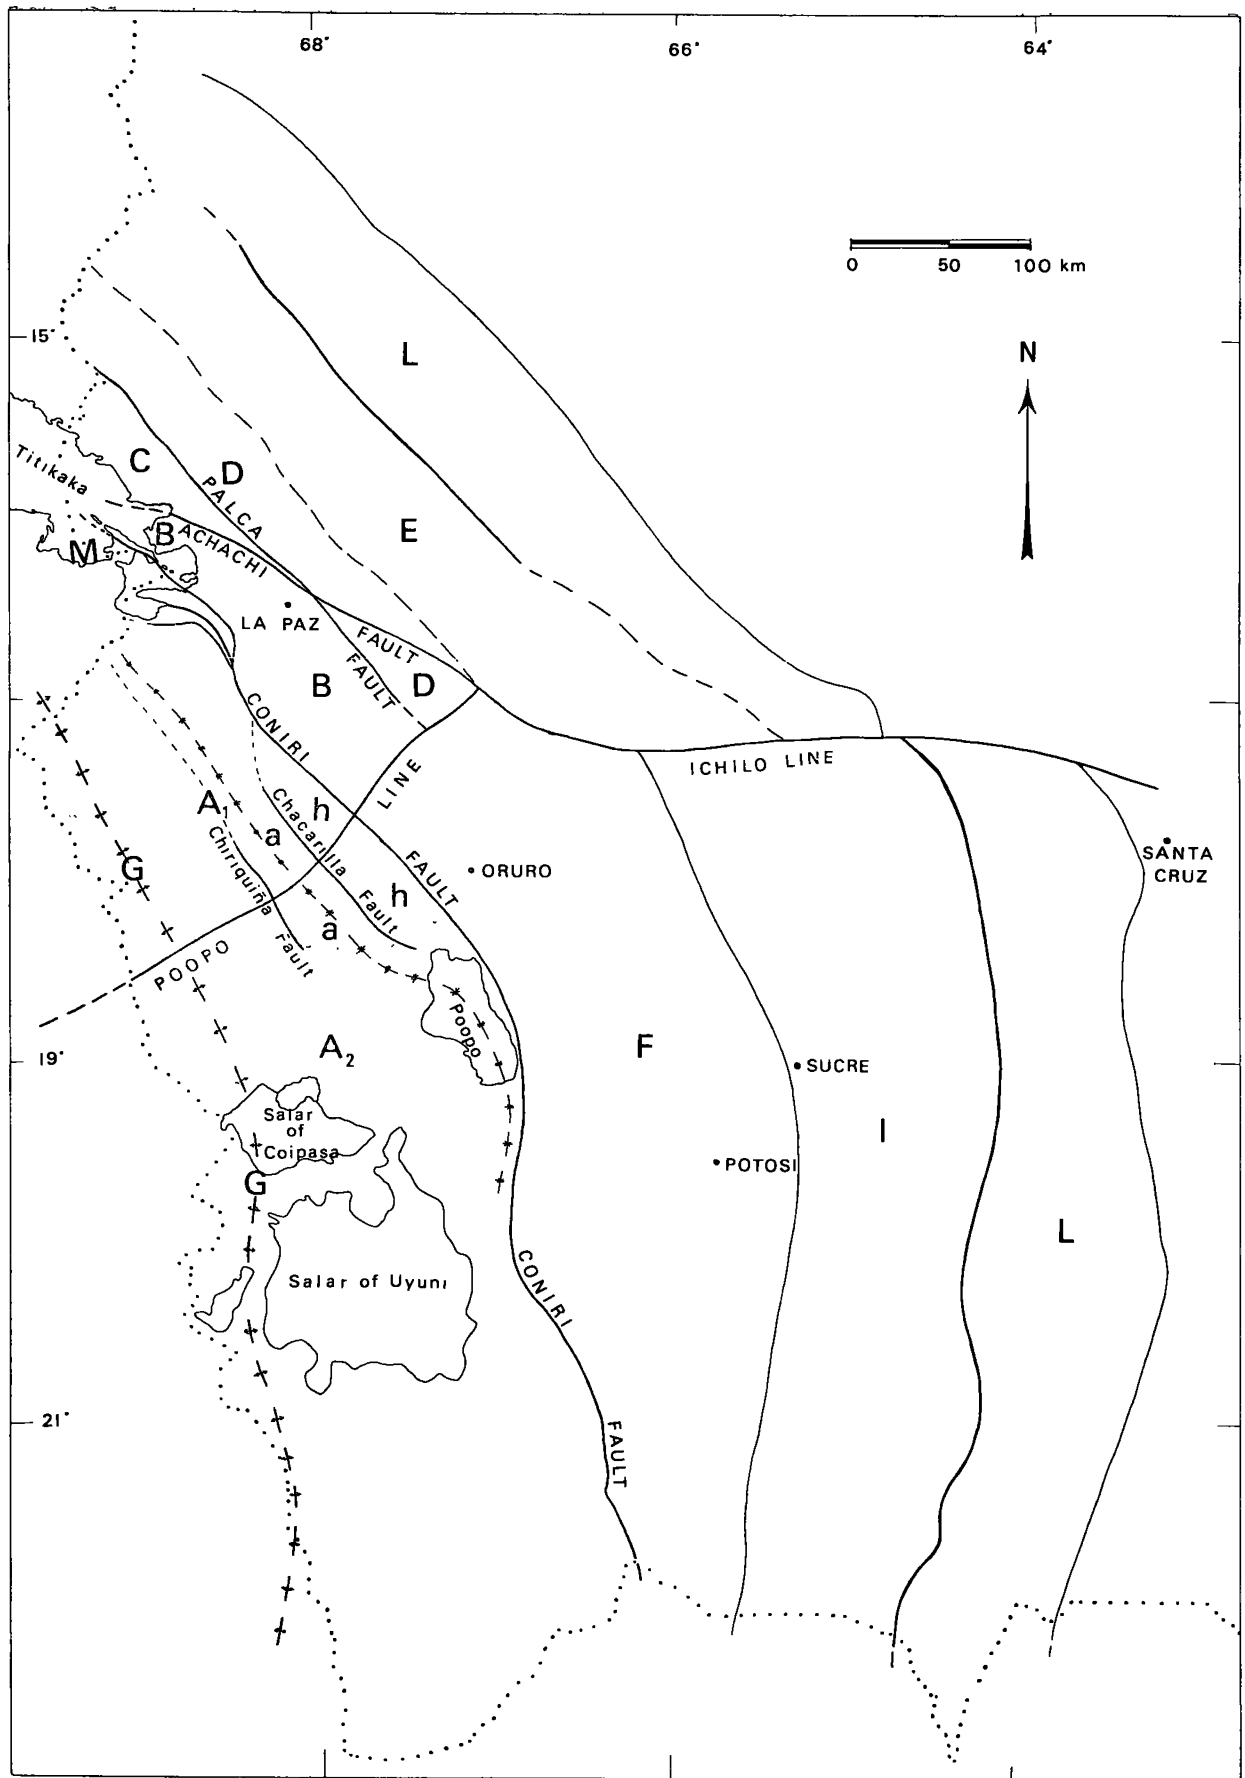 68°
66°
64°
0 50 100 km
15°
N
L
Titikaka
C
D
PALCA
E
B
ACHACHI
M
LA PAZ
FAULT
FAULT
B
D
CONIRI
LINE
ICHILO LINE
A1
h
Chacarilla
a
Chiriquiña
FAULT
SANTA
CRUZ
G
ORURO
h
Fault
a
Fault
POOPO
Poopo
19°
A2
F
SUCRE
Salar
of
Coipasa
I
POTOSI
G
L
Salar of Uyuni
CONIRI
21°
FAULT